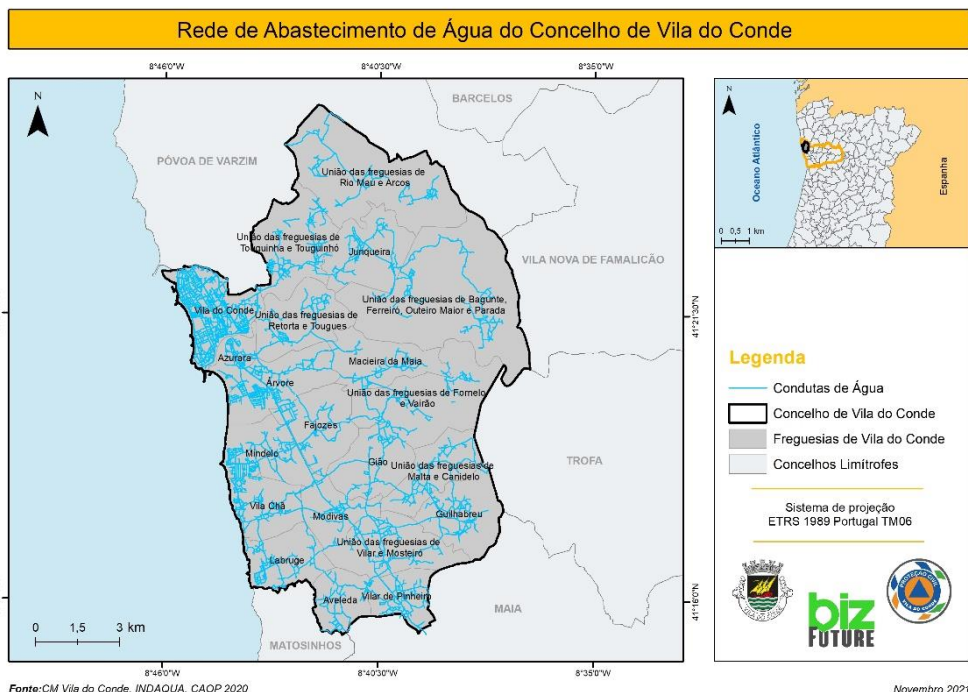 Rede de Abastecimento de Água do Concelho de Vila do Conde
8°46'0"W
8°40'30"W
8°35'0"W
N
BARCELOS
PÓVOA DE VARZIM
União das freguesias de
Rio Mau e Arcos
União das freguesias de
Touguinha e Touguinhó
Junqueira
VILA NOVA DE FAMALICÃO
União das freguesias de Bagunte,
Ferreiró, Outeiro Maior e Parada
Vila do Conde
União das freguesias de
Retorta e Tougues
41°21'30"N
Azurara
Macieira da Maia
Árvore
União das freguesias de Fornelo
e Vairão
Fajozes
Mindelo
Gião
União das freguesias de
Malta e Canidelo
TROFA
Vila Chã
Modivas
Guilhabreu
União das freguesias de
Vilar e Mosteiró
Labruge
Aveleda
Vilar de Pinheiro
41°16'0"N
MAIA
MATOSINHOS
0 1,5 3 km
8°46'0"W
8°40'30"W
8°35'0"W
N
Oceano Atlântico
Espanha
0 0,5 1 km
Legenda
Condutas de Água
Concelho de Vila do Conde
Freguesias de Vila do Conde
Concelhos Limítrofes
Sistema de projeção
ETRS 1989 Portugal TM06
biz
FUTURE
PROTEÇÃO CIVIL
VILA DO CONDE
Fonte:CM Vila do Conde, INDAQUA, CAOP 2020
Novembro 2021